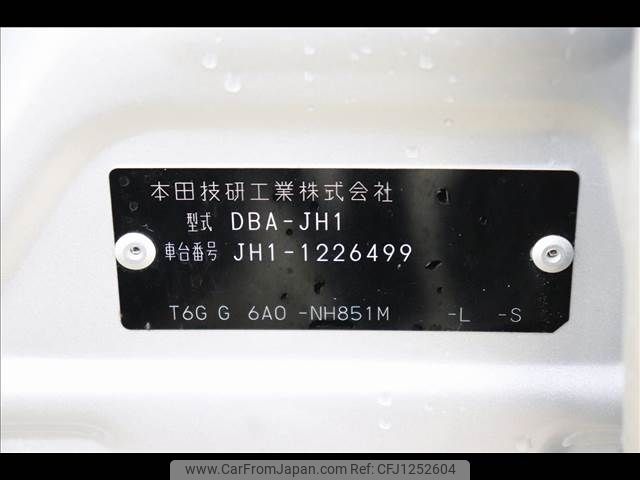 本田技研工業株式会社
型式 DBA-JH1
車台番号 JH1-1226499
T6G G 6A0 -NH851M -L -S
www.CarFromJapan.com @CFJ1252604